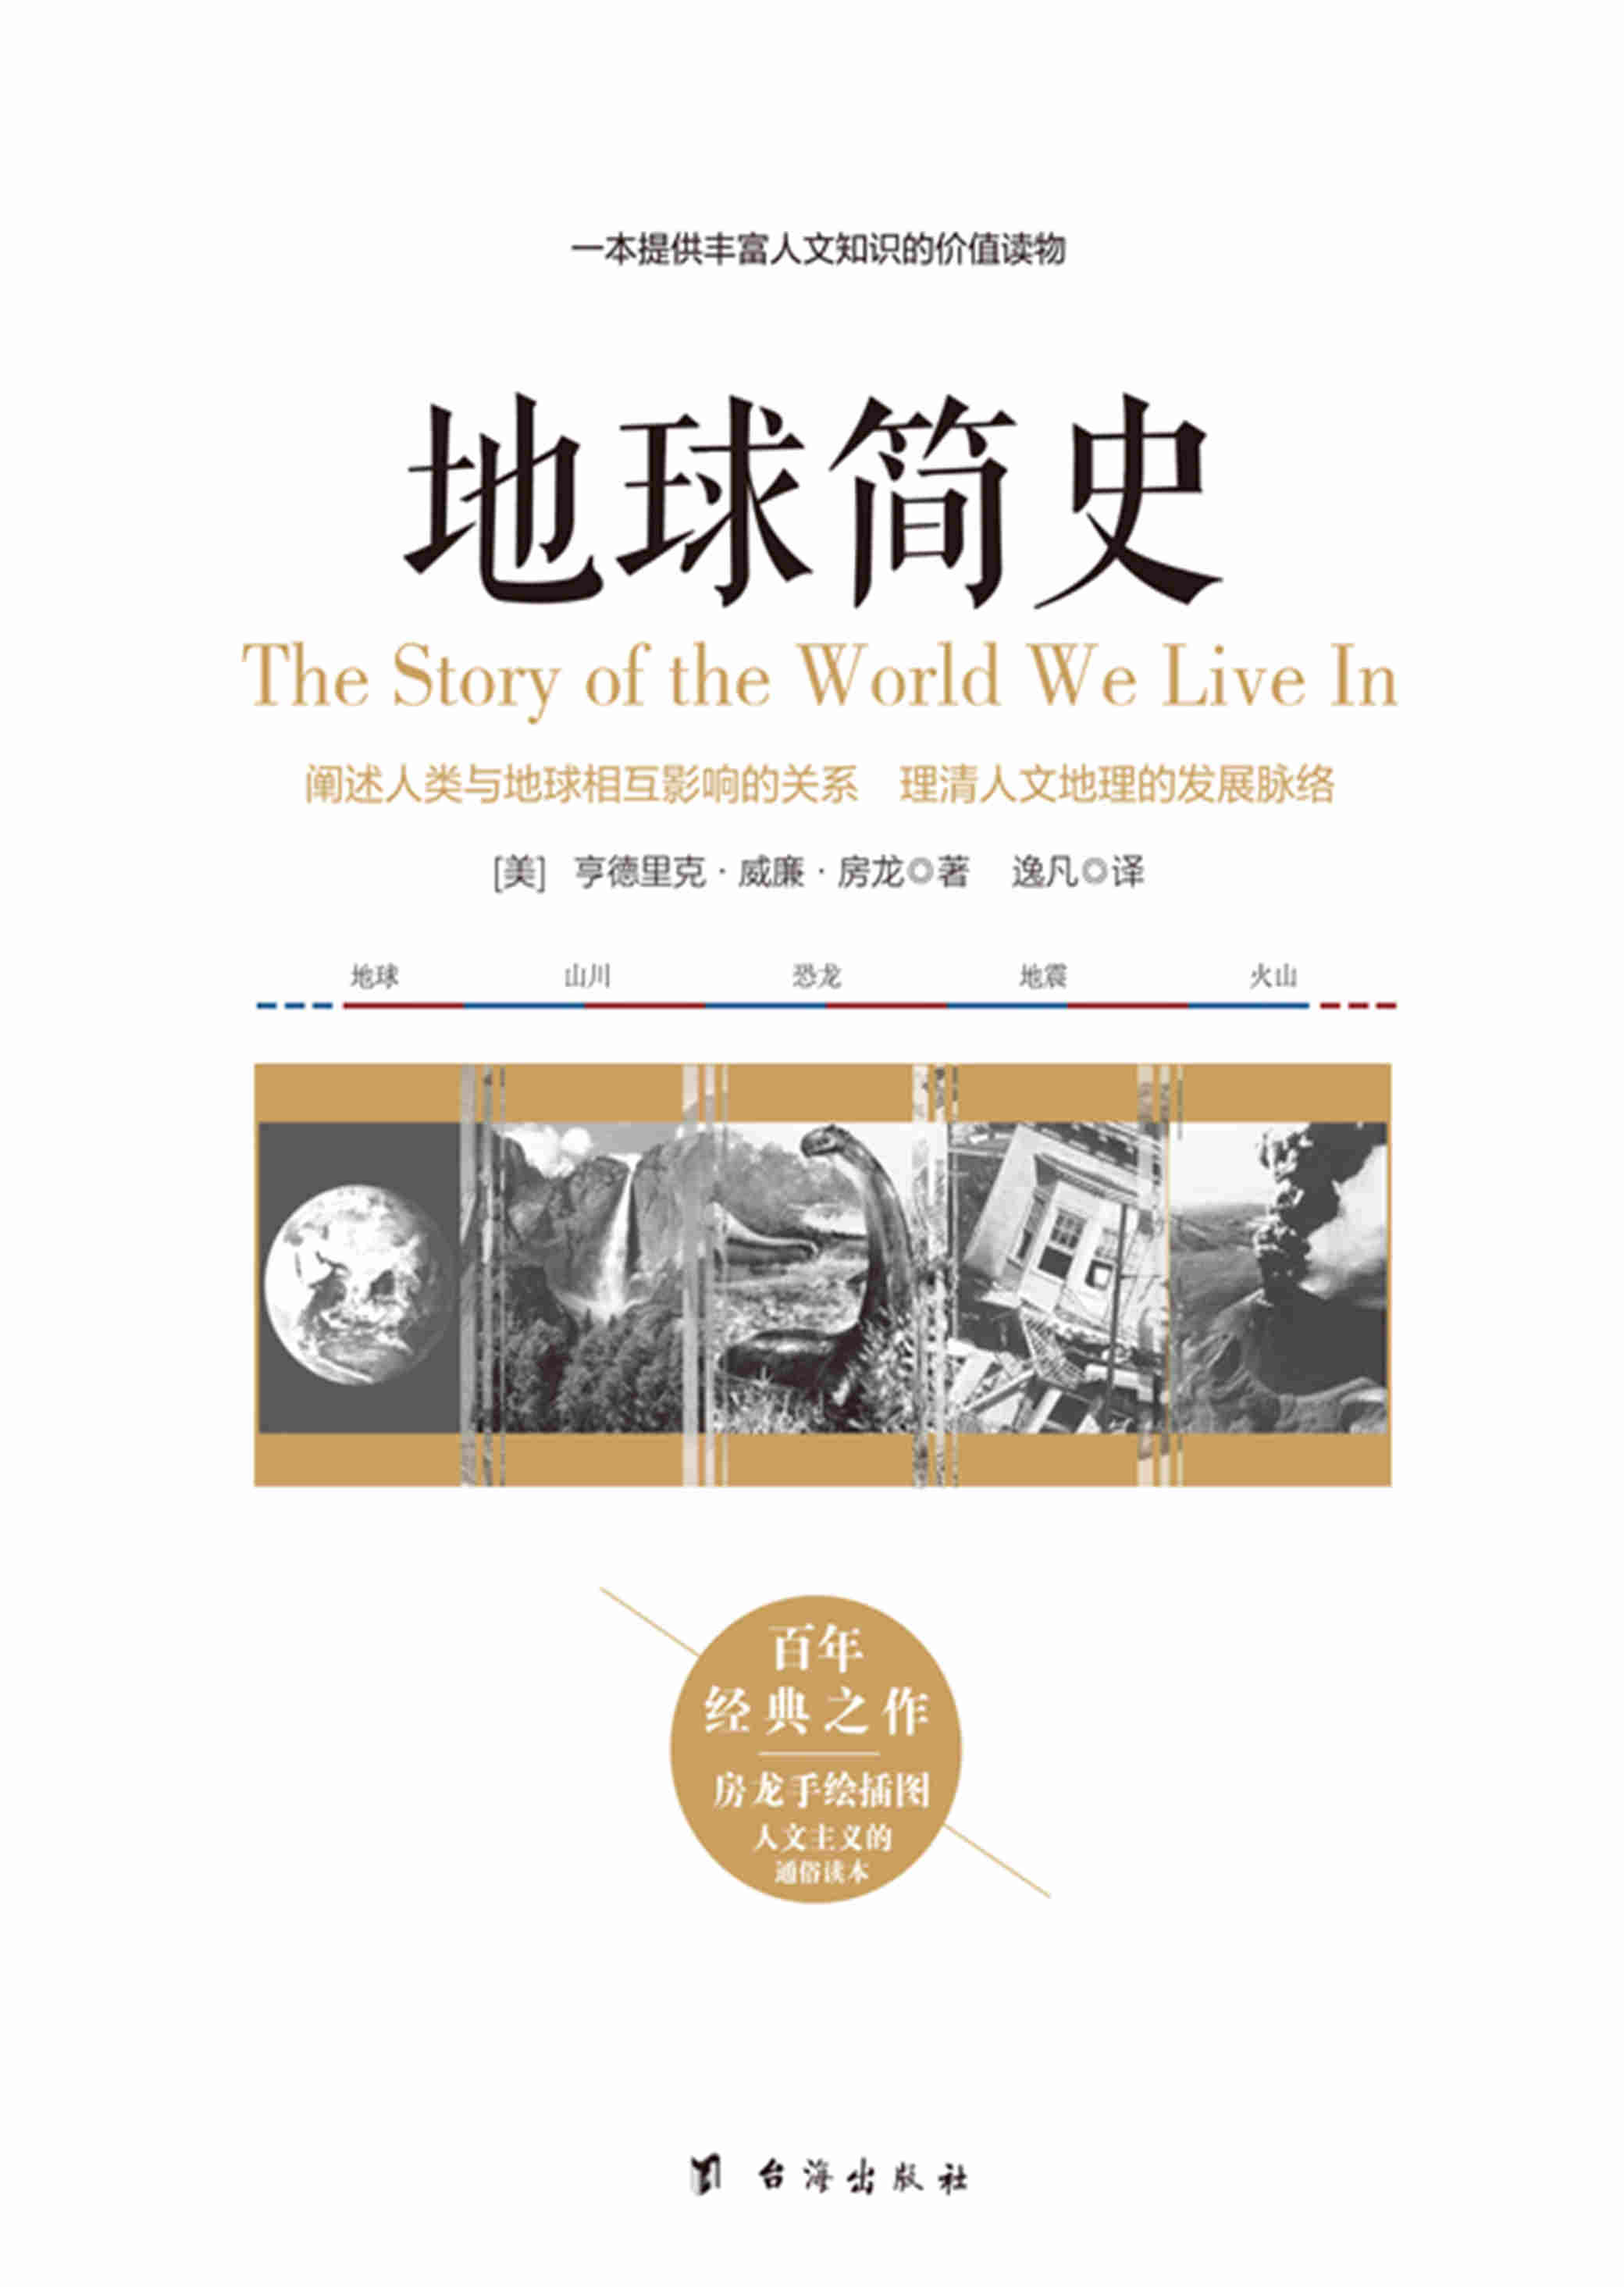 一本提供丰富人文知识的价值读物
地球简史
The Story of the World We Live In
阐述人类与地球相互影响的关系 理清人文地理的发展脉络
[美] 亨德里克·威廉·房龙◎著 逸凡◎译
地球 山川 恐龙 地震 火山
百年
经典之作
房龙手绘插图
人文主义的
通俗读本
台海出版社